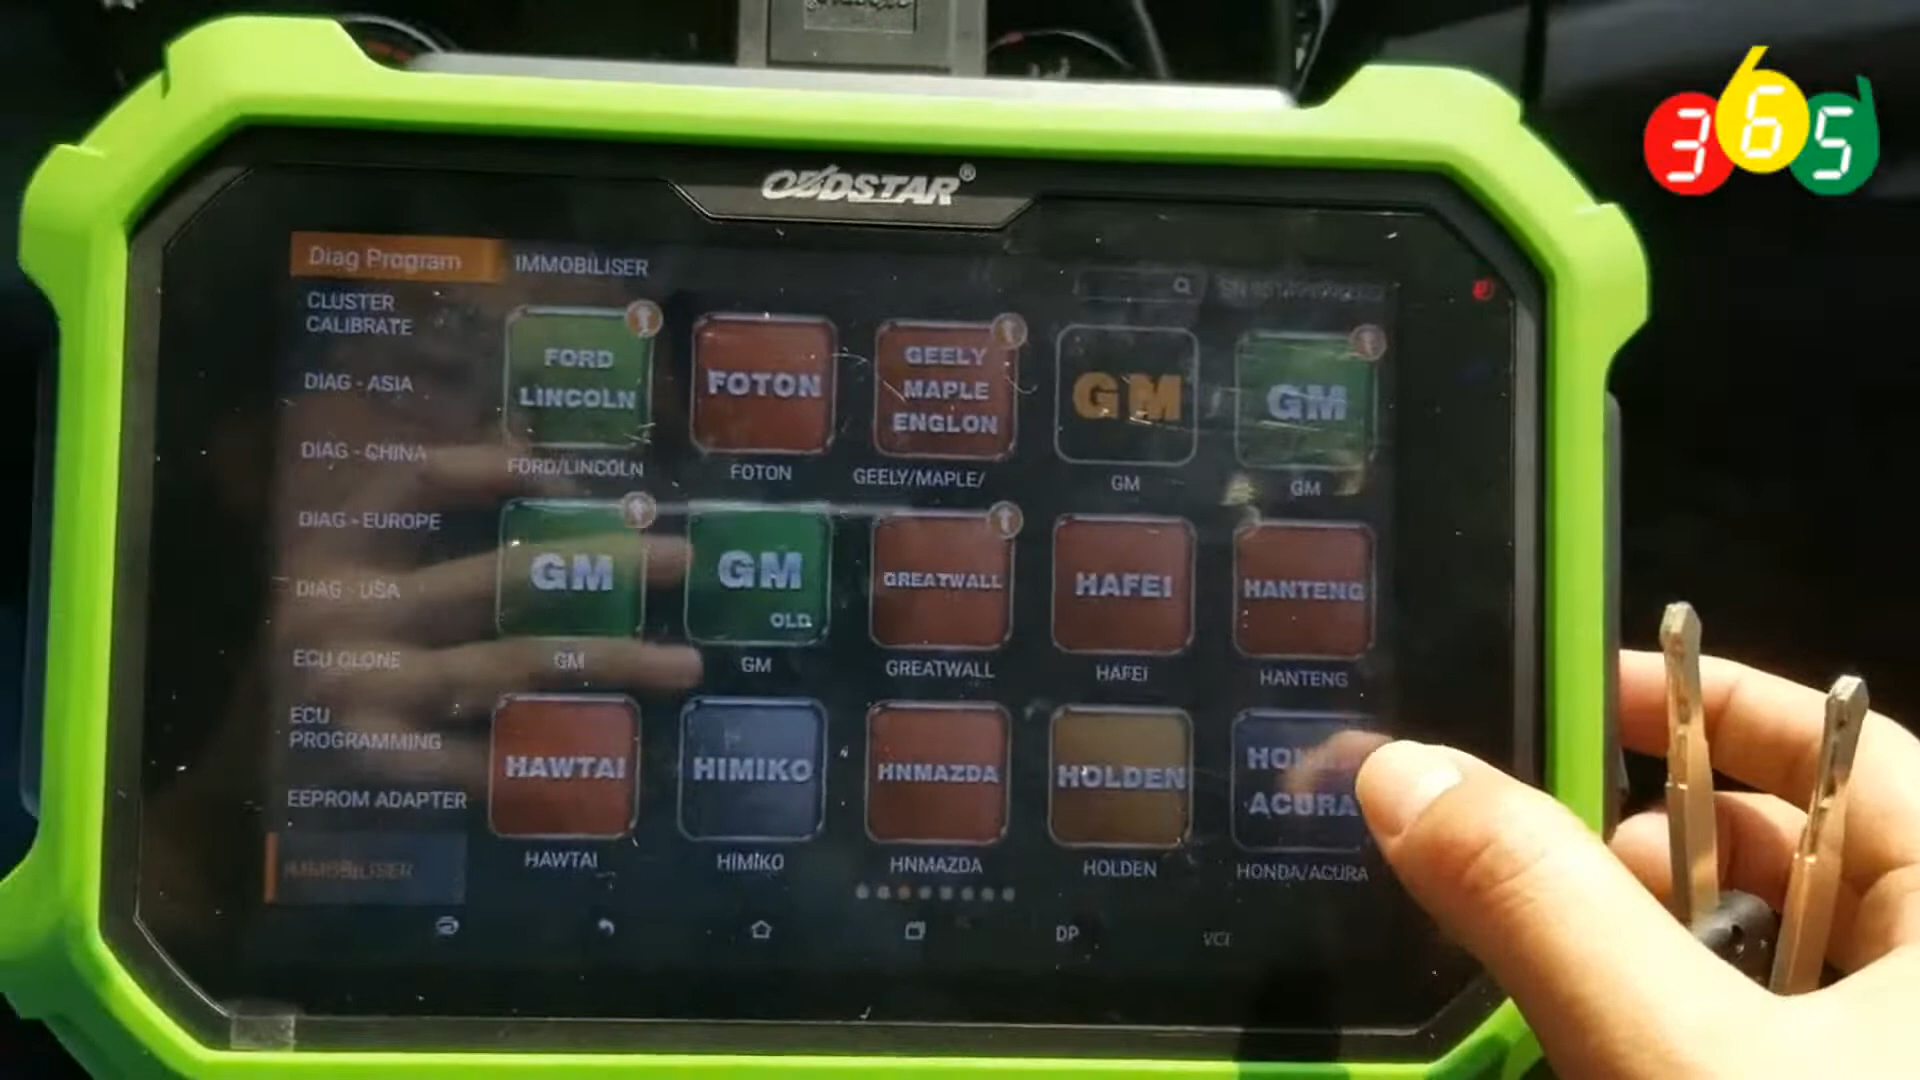 365
OBDSTAR®
Diag Program
IMMOBILISER
CLUSTER
CALIBRATE
DIAG - ASIA
DIAG - CHINA
DIAG - EUROPE
DIAG - USA
ECU CLONE
ECU
PROGRAMMING
EEPROM ADAPTER
IMMOBILISER
FORD
LINCOLN
FORD/LINCOLN
FOTON
FOTON
GEELY
MAPLE
ENGLON
GEELY/MAPLE/
GM
GM
GM
GM
GM
GM
GM
OLD
GM
GREATWALL
GREATWALL
HAFEI
HAFEI
HANTENG
HANTENG
HAWTAI
HAWTAI
HIMIKO
HIMIKO
HNMAZDA
HNMAZDA
HOLDEN
HOLDEN
ACURA
HONDA/ACURA
DP
VCI